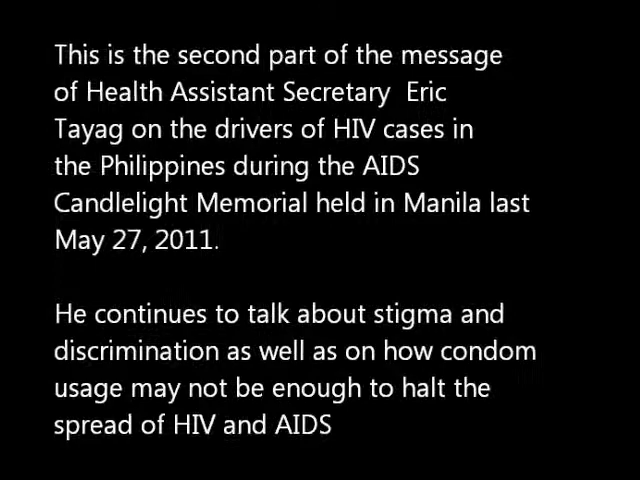 This is the second part of the message
of Health Assistant Secretary  Eric
Tayag on the drivers of HIV cases in
the Philippines during the AIDS
Candlelight Memorial held in Manila last
May 27, 2011.
He continues to talk about stigma and
discrimination as well as on how condom
usage may not be enough to halt the
spread of HIV and AIDS